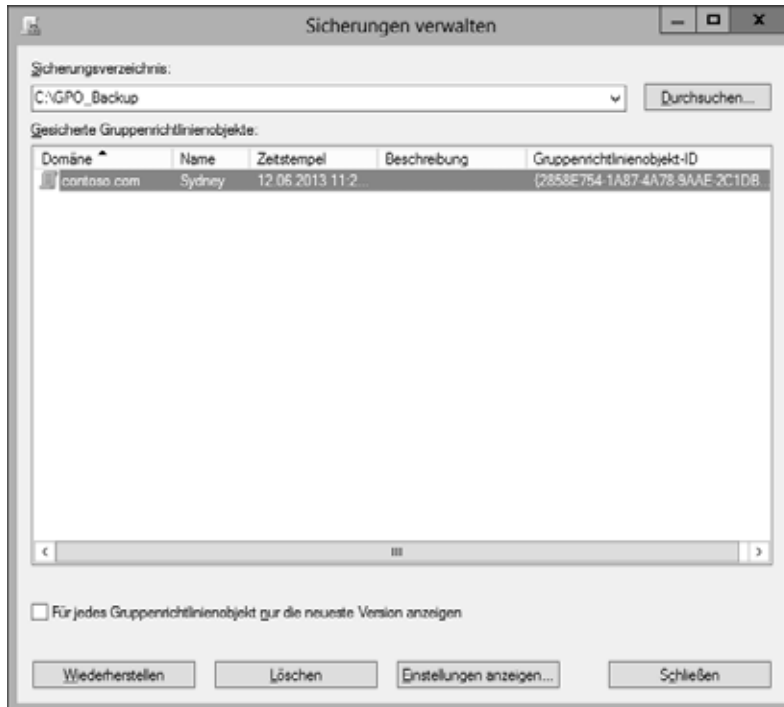 Sicherungen verwalten
Sicherungsverzeichnis:
C:\GPO_Backup
Durchsuchen...
Gesicherte Gruppenrichtlinienobjekte:
Domäne Name Zeitstempel Beschreibung Gruppenrichtlinienobjekt-ID
contoso.com Sydney 12.06.2013 11:2... {2858E754-1A87-4A78-9AAE-2C1DB...
Für jedes Gruppenrichtlinienobjekt nur die neueste Version anzeigen
Wiederherstellen Löschen Einstellungen anzeigen... Schließen